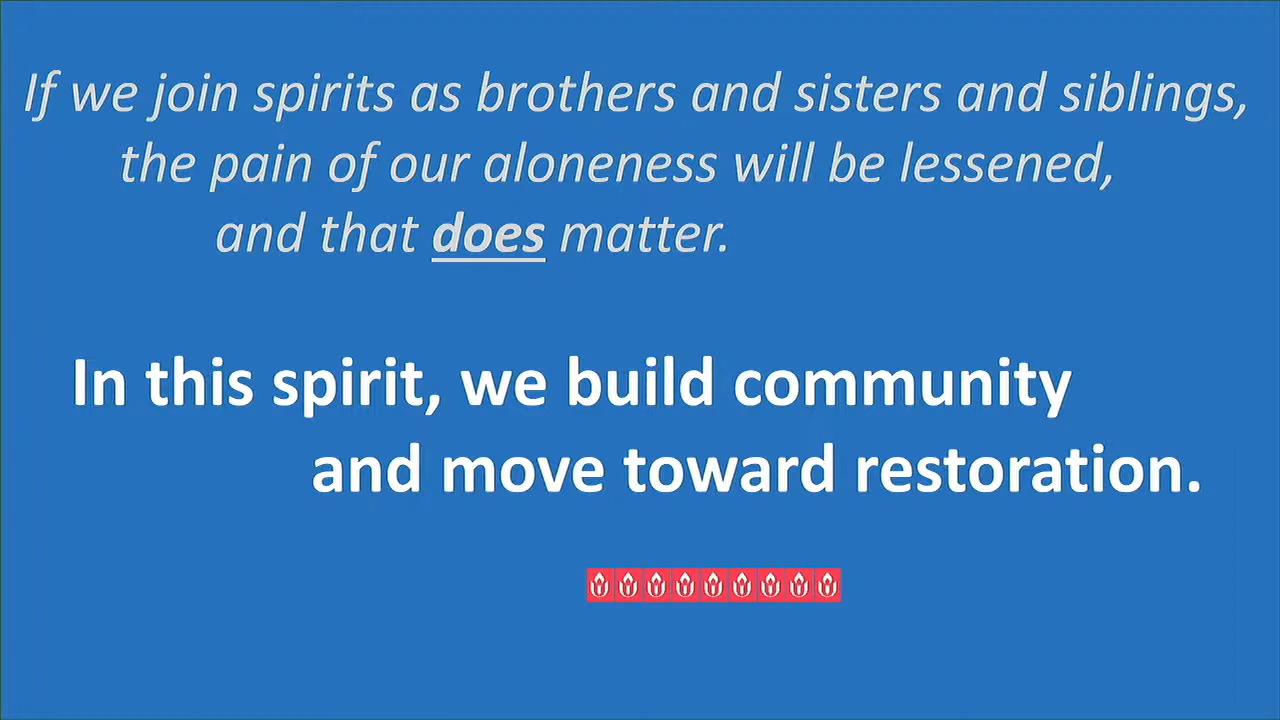 If we join spirits as brothers and sisters and siblings,
the pain of our aloneness will be lessened,
and that does matter.
In this spirit, we build community
and move toward restoration.